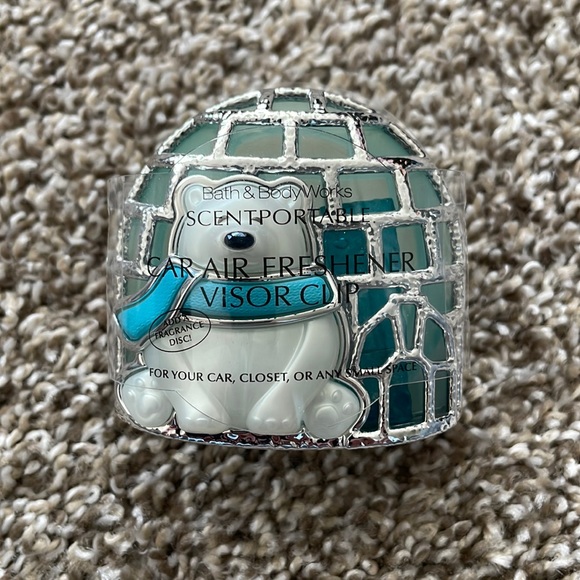 Bath & Body Works
SCENTPORTABLE
CAR AIR FRESHENER
VISOR CLIP
ADD A
FRAGRANCE
DISC!
FOR YOUR CAR, CLOSET, OR ANY SMALL SPACE